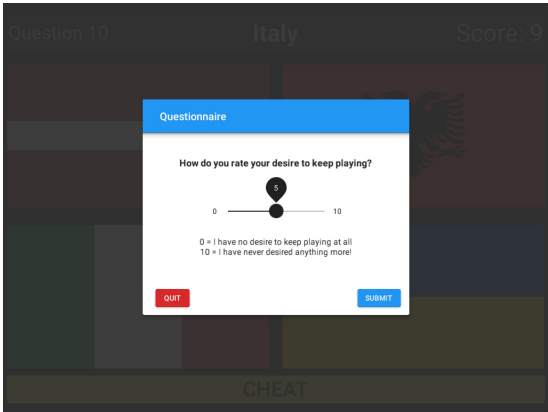 Question 10 Italy Score: 9
Questionnaire
How do you rate your desire to keep playing?
5
0 10
0 = I have no desire to keep playing at all
10 = I have never desired anything more!
QUIT SUBMIT
CHEAT